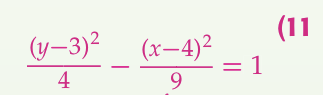 (11
(y−3)²/4 − (x−4)²/9 = 1